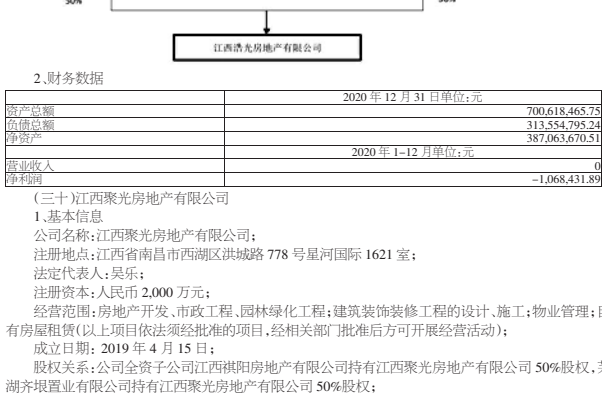 50%
50%
江西浩光房地产有限公司
2、财务数据
2020 年 12 月 31 日单位:元
资产总额 700,618,465.75
负债总额 313,554,795.24
净资产 387,063,670.51
2020 年 1-12 月单位:元
营业收入 0
净利润 -1,068,431.89
(三十)江西聚光房地产有限公司
1、基本信息
公司名称:江西聚光房地产有限公司;
注册地点:江西省南昌市西湖区洪城路 778 号星河国际 1621 室;
法定代表人:吴乐;
注册资本:人民币 2,000 万元;
经营范围:房地产开发、市政工程、园林绿化工程;建筑装饰装修工程的设计、施工;物业管理;
有房屋租赁(以上项目依法须经批准的项目,经相关部门批准后方可开展经营活动);
成立日期: 2019 年 4 月 15 日;
股权关系:公司全资子公司江西祺阳房地产有限公司持有江西聚光房地产有限公司 50%股权,
湖齐垠置业有限公司持有江西聚光房地产有限公司 50%股权;